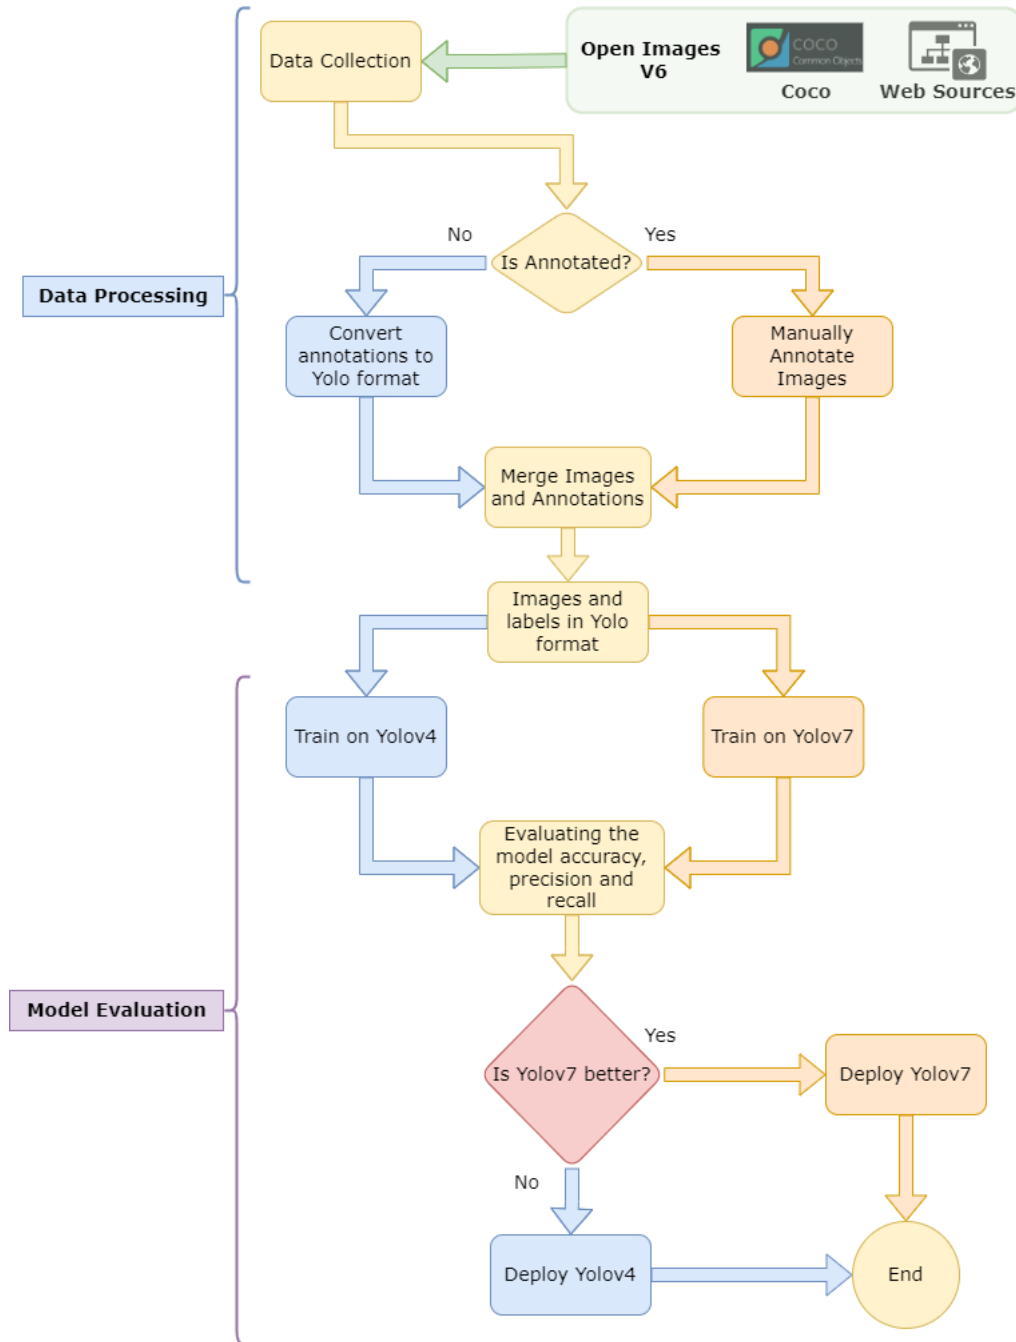 Data Collection
Open Images
V6
COCO
Common Objects
Coco
Web Sources
No
Yes
Is Annotated?
Data Processing
Convert
annotations to
Yolo format
Manually
Annotate
Images
Merge Images
and Annotations
Images and
labels in Yolo
format
Train on Yolov4
Train on Yolov7
Evaluating the
model accuracy,
precision and
recall
Model Evaluation
Is Yolov7 better?
Yes
Deploy Yolov7
No
Deploy Yolov4
End